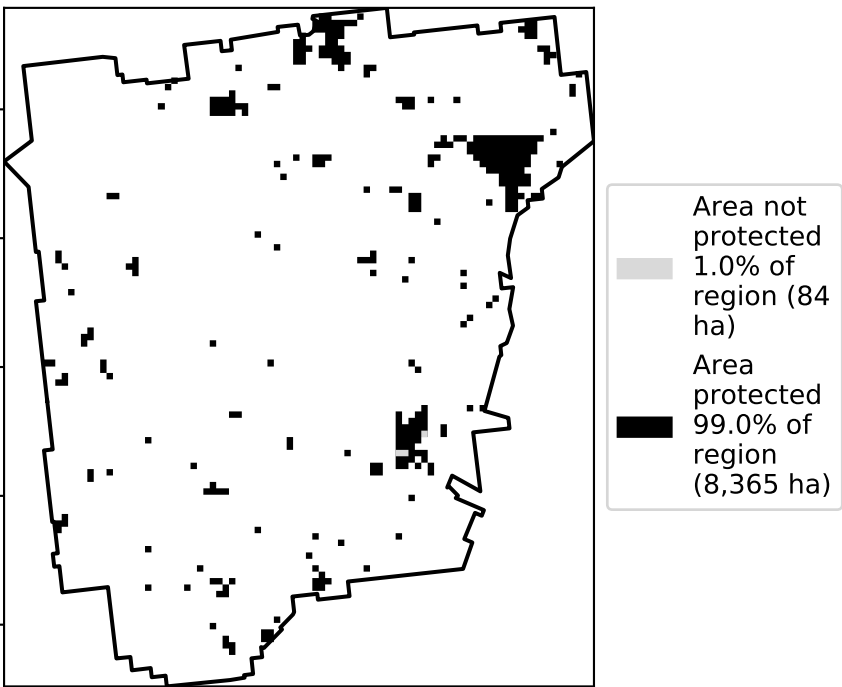 Area not
protected
1.0% of
region (84
ha)
Area
protected
99.0% of
region
(8,365 ha)